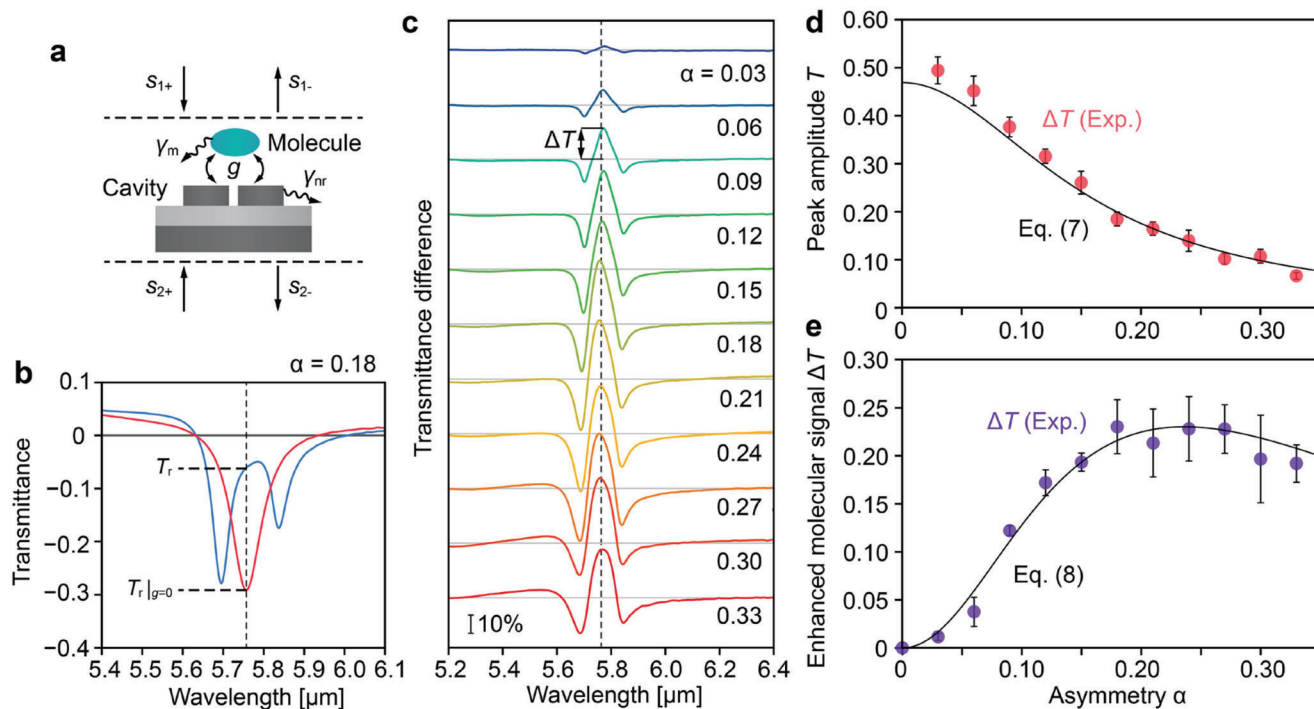 a
s1+
s1-
γm
Molecule
g
Cavity
γnr
s2+
s2-
b
α = 0.18
0.1
0
−0.1
−0.2
−0.3
−0.4
Transmittance
Tr
Tr|g=0
5.4 5.5 5.6 5.7 5.8 5.9 6.0 6.1
Wavelength [µm]
c
α = 0.03
0.06
ΔT
0.09
0.12
0.15
0.18
0.21
0.24
0.27
0.30
0.33
10%
Transmittance difference
5.2 5.4 5.6 5.8 6.0 6.2 6.4
Wavelength [µm]
d
0.60
0.50
0.40
0.30
0.20
0.10
0
Peak amplitude T
ΔT (Exp.)
Eq. (7)
0 0.10 0.20 0.30
e
0.30
0.25
0.20
0.15
0.10
0.05
0
Enhanced molecular signal ΔT
ΔT (Exp.)
Eq. (8)
0 0.10 0.20 0.30
Asymmetry α